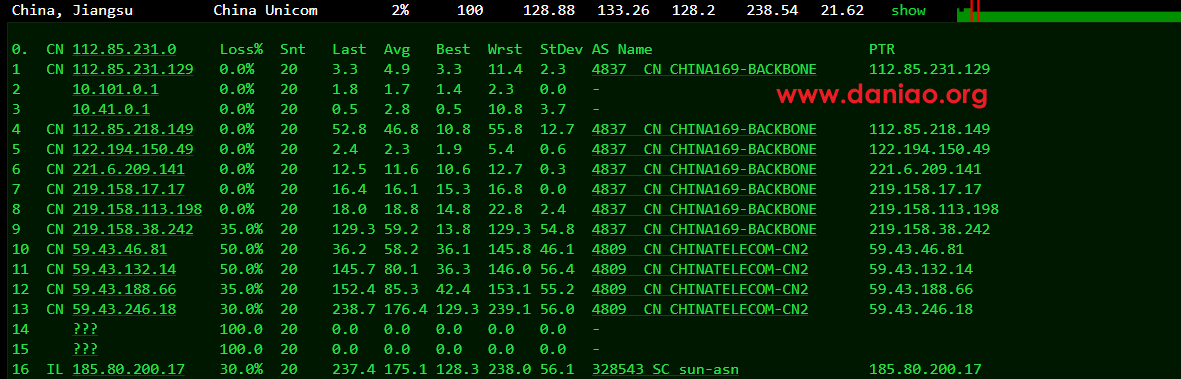 China, Jiangsu China Unicom 2% 100 128.88 133.26 128.2 238.54 21.62 show
0. CN 112.85.231.0 Loss% Snt Last Avg Best Wrst StDev AS Name PTR
1 CN 112.85.231.129 0.0% 20 3.3 4.9 3.3 11.4 2.3 4837 CN CHINA169-BACKBONE 112.85.231.129
2 10.101.0.1 0.0% 20 1.8 1.7 1.4 2.3 0.0 -
www.daniao.org
3 10.41.0.1 0.0% 20 0.5 2.8 0.5 10.8 3.7 -
4 CN 112.85.218.149 0.0% 20 52.8 46.8 10.8 55.8 12.7 4837 CN CHINA169-BACKBONE 112.85.218.149
5 CN 122.194.150.49 0.0% 20 2.4 2.3 1.9 5.4 0.6 4837 CN CHINA169-BACKBONE 122.194.150.49
6 CN 221.6.209.141 0.0% 20 12.5 11.6 10.6 12.7 0.3 4837 CN CHINA169-BACKBONE 221.6.209.141
7 CN 219.158.17.17 0.0% 20 16.4 16.1 15.3 16.8 0.0 4837 CN CHINA169-BACKBONE 219.158.17.17
8 CN 219.158.113.198 0.0% 20 18.0 18.8 14.8 22.8 2.4 4837 CN CHINA169-BACKBONE 219.158.113.198
9 CN 219.158.38.242 35.0% 20 129.3 59.2 13.8 129.3 54.8 4837 CN CHINA169-BACKBONE 219.158.38.242
10 CN 59.43.46.81 50.0% 20 36.2 58.2 36.1 145.8 46.1 4809 CN CHINATELECOM-CN2 59.43.46.81
11 CN 59.43.132.14 50.0% 20 145.7 80.1 36.3 146.0 56.4 4809 CN CHINATELECOM-CN2 59.43.132.14
12 CN 59.43.188.66 35.0% 20 152.4 85.3 42.4 153.1 55.2 4809 CN CHINATELECOM-CN2 59.43.188.66
13 CN 59.43.246.18 30.0% 20 238.7 176.4 129.3 239.1 56.0 4809 CN CHINATELECOM-CN2 59.43.246.18
14 ??? 100.0 20 0.0 0.0 0.0 0.0 0.0 -
15 ??? 100.0 20 0.0 0.0 0.0 0.0 0.0 -
16 IL 185.80.200.17 30.0% 20 237.4 175.1 128.3 238.0 56.1 328543 SC sun-asn 185.80.200.17